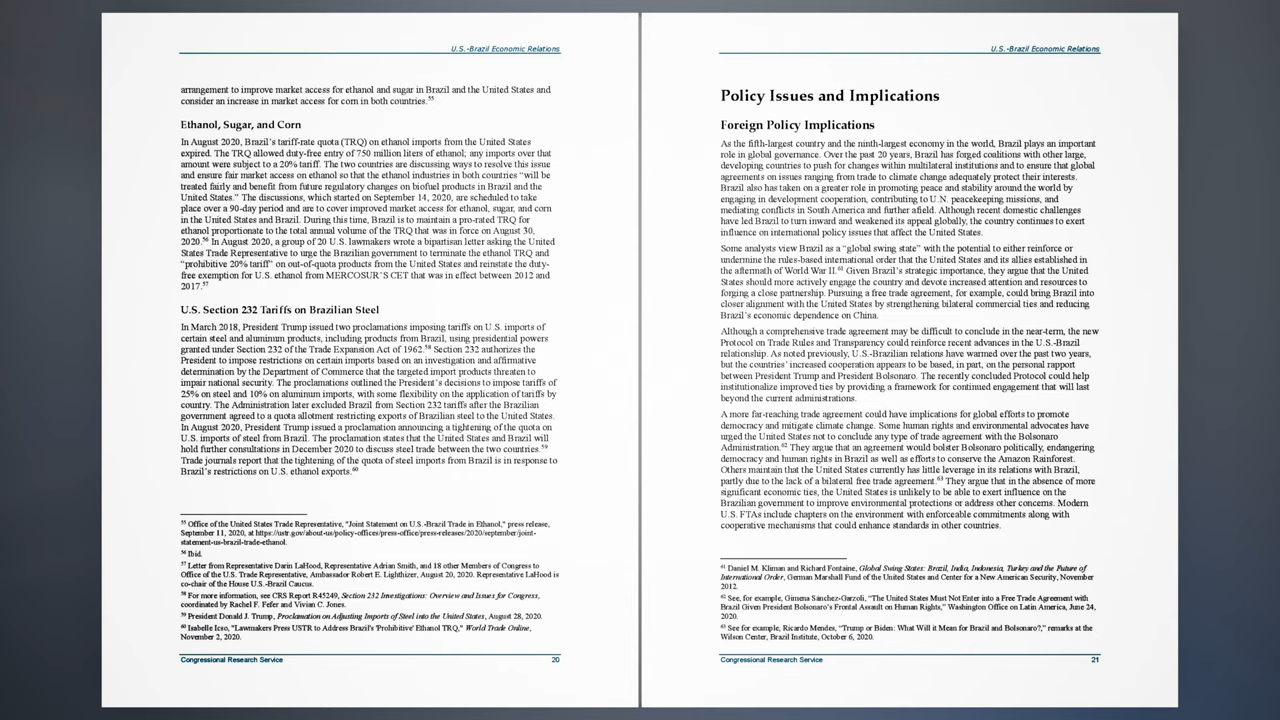 U.S.-Brazil Economic Relations
arrangement to improve market access for ethanol and sugar in Brazil and the United States and
consider an increase in market access for corn in both countries.55
Ethanol, Sugar, and Corn
In August 2020, Brazil's tariff-rate quota (TRQ) on ethanol imports from the United States
expired. The TRQ allowed duty-free entry of 750 million liters of ethanol; any imports over that
amount were subject to a 20% tariff. The two countries are discussing ways to resolve this issue
and ensure fair market access on ethanol so that the ethanol industries in both countries "will be
treated fairly and benefit from future regulatory changes on biofuel products in Brazil and the
United States." The discussions, which started on September 14, 2020, are scheduled to take
place over a 90-day period and are to cover improved market access for ethanol, sugar, and corn
in the United States and Brazil. During this time, Brazil is to maintain a pro-rated TRQ for
ethanol proportionate to the total annual volume of the TRQ that was in force on August 30,
2020.56 In August 2020, a group of 20 U.S. lawmakers wrote a bipartisan letter asking the United
States Trade Representative to urge the Brazilian government to terminate the ethanol TRQ and
"prohibitive 20% tariff" on out-of-quota products from the United States and reinstate the duty-
free exemption for U.S. ethanol from MERCOSUR'S CET that was in effect between 2012 and
2017.57
U.S. Section 232 Tariffs on Brazilian Steel
In March 2018, President Trump issued two proclamations imposing tariffs on U.S. imports of
certain steel and aluminum products, including products from Brazil, using presidential powers
granted under Section 232 of the Trade Expansion Act of 1962.58 Section 232 authorizes the
President to impose restrictions on certain imports based on an investigation and affirmative
determination by the Department of Commerce that the targeted import products threaten to
impair national security. The proclamations outlined the President's decisions to impose tariffs of
25% on steel and 10% on aluminum imports, with some flexibility on the application of tariffs by
country. The Administration later excluded Brazil from Section 232 tariffs after the Brazilian
government agreed to a quota allotment restricting exports of Brazilian steel to the United States.
In August 2020, President Trump issued a proclamation announcing a tightening of the quota on
U.S. imports of steel from Brazil. The proclamation states that the United States and Brazil will
hold further consultations in December 2020 to discuss steel trade between the two countries.59
Trade journals report that the tightening of the quota of steel imports from Brazil is in response to
Brazil's restrictions on U.S. ethanol exports.60
55 Office of the United States Trade Representative, "Joint Statement on U.S.-Brazil Trade in Ethanol," press release,
September 11, 2020, at https://ustr.gov/about-us/policy-offices/press-office/press-releases/2020/september/joint-
statement-us-brazil-trade-ethanol.
56 Ibid.
57 Letter from Representative Darin LaHood, Representative Adrian Smith, and 18 other Members of Congress to
Office of the U.S. Trade Representative, Ambassador Robert E. Lighthizer, August 20, 2020. Representative LaHood is
co-chair of the House U.S-Brazil Caucus.
58 For more information, see CRS Report R45249, Section 232 Investigations: Overview and Issues for Congress,
coordinated by Rachel F. Fefer and Vivian C. Jones.
59 President Donald J. Trump, Proclamation on Adjusting Imports of Steel into the United States, August 28, 2020.
60 Isabelle Icso, "Lawmakers Press USTR to Address Brazil's 'Prohibitive' Ethanol TRQ," World Trade Online,
November 2, 2020.
Congressional Research Service 20
U.S.-Brazil Economic Relations
Policy Issues and Implications
Foreign Policy Implications
As the fifth-largest country and the ninth-largest economy in the world, Brazil plays an important
role in global governance. Over the past 20 years, Brazil has forged coalitions with other large,
developing countries to push for changes within multilateral institutions and to ensure that global
agreements on issues ranging from trade to climate change adequately protect their interests.
Brazil also has taken on a greater role in promoting peace and stability around the world by
engaging in development cooperation, contributing to U.N. peacekeeping missions, and
mediating conflicts in South America and further afield. Although recent domestic challenges
have led Brazil to turn inward and weakened its appeal globally, the country continues to exert
influence on international policy issues that affect the United States.
Some analysts view Brazil as a "global swing state" with the potential to either reinforce or
undermine the rules-based international order that the United States and its allies established in
the aftermath of World War II.61 Given Brazil's strategic importance, they argue that the United
States should more actively engage the country and devote increased attention and resources to
forging a close partnership. Pursuing a free trade agreement, for example, could bring Brazil into
closer alignment with the United States by strengthening bilateral commercial ties and reducing
Brazil's economic dependence on China.
Although a comprehensive trade agreement may be difficult to conclude in the near-term, the new
Protocol on Trade Rules and Transparency could reinforce recent advances in the U.S.-Brazil
relationship. As noted previously, U.S.-Brazilian relations have warmed over the past two years,
but the countries' increased cooperation appears to be based, in part, on the personal rapport
between President Trump and President Bolsonaro. The recently concluded Protocol could help
institutionalize improved ties by providing a framework for continued engagement that will last
beyond the current administrations.
A more far-reaching trade agreement could have implications for global efforts to promote
democracy and mitigate climate change. Some human rights and environmental advocates have
urged the United States not to conclude any type of trade agreement with the Bolsonaro
Administration.62 They argue that an agreement would bolster Bolsonaro politically, endangering
democracy and human rights in Brazil as well as efforts to conserve the Amazon Rainforest.
Others maintain that the United States currently has little leverage in its relations with Brazil,
partly due to the lack of a bilateral free trade agreement.63 They argue that in the absence of more
significant economic ties, the United States is unlikely to be able to exert influence on the
Brazilian government to improve environmental protections or address other concerns. Modern
U.S. FTAs include chapters on the environment with enforceable commitments along with
cooperative mechanisms that could enhance standards in other countries.
61 Daniel M. Kliman and Richard Fontaine, Global Swing States: Brazil, India, Indonesia, Turkey and the Future of
International Order, German Marshall Fund of the United States and Center for a New American Security, November
2012.
62 See, for example, Gimena Sánchez-Garzoli, "The United States Must Not Enter into a Free Trade Agreement with
Brazil Given President Bolsonaro's Frontal Assault on Human Rights," Washington Office on Latin America, June 24,
2020.
63 See for example, Ricardo Mendes, "Trump or Biden: What Will it Mean for Brazil and Bolsonaro?," remarks at the
Wilson Center, Brazil Institute, October 6, 2020.
Congressional Research Service 21